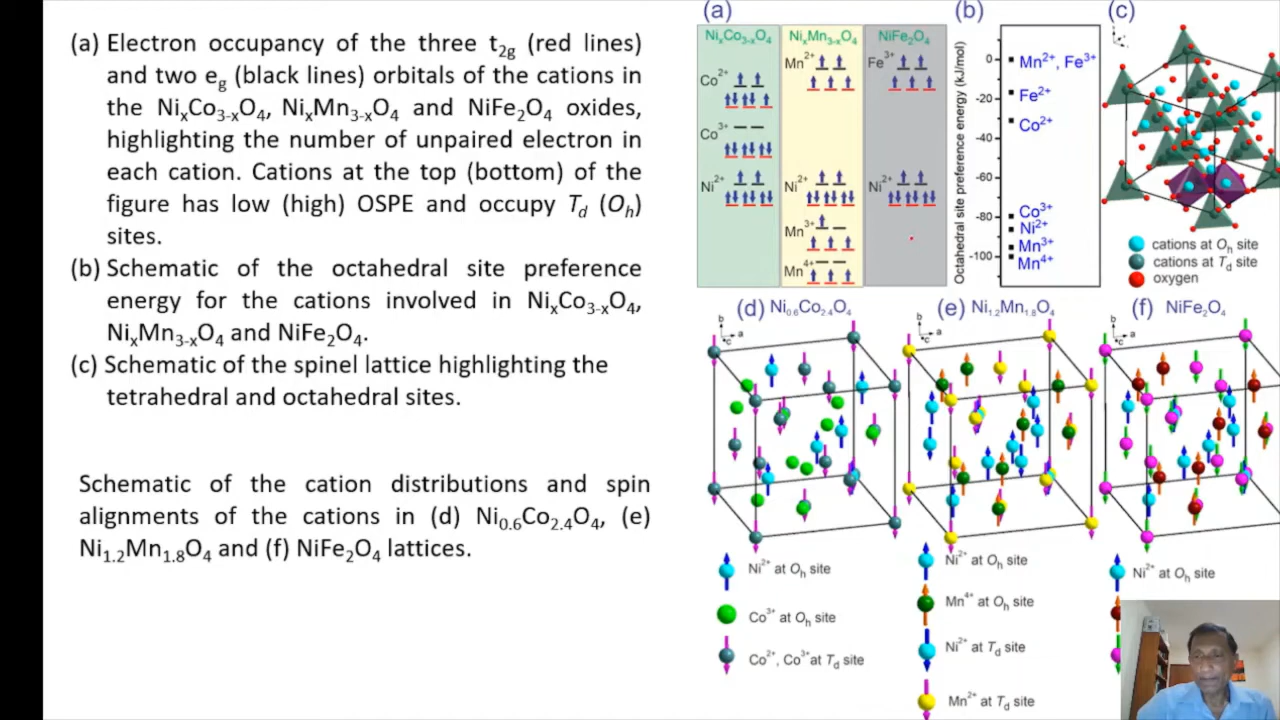 (a) Electron occupancy of the three t2g (red lines)
and two eg (black lines) orbitals of the cations in
the NixCo3-xO4, NixMn3-xO4 and NiFe2O4 oxides,
highlighting the number of unpaired electron in
each cation. Cations at the top (bottom) of the
figure has low (high) OSPE and occupy Td (Oh)
sites.
(b) Schematic of the octahedral site preference
energy for the cations involved in NixCo3-xO4,
NixMn3-xO4 and NiFe2O4.
(c) Schematic of the spinel lattice highlighting the
tetrahedral and octahedral sites.
Schematic of the cation distributions and spin
alignments of the cations in (d) Ni0.6Co2.4O4, (e)
Ni1.2Mn1.8O4 and (f) NiFe2O4 lattices.
(a)
NixCo3-xO4
Co2+
Co3+
Ni2+
NixMn3-xO4
Mn2+
Ni2+
Mn3+
Mn4+
NiFe2O4
Fe3+
Ni2+
(b)
Octahedral site preference energy (kJ/mol)
0
-20
-40
-60
-80
-100
Mn2+, Fe3+
Fe2+
Co2+
Co3+
Ni2+
Mn3+
Mn4+
(c)
cations at Oh site
cations at Td site
oxygen
(d) Ni0.6Co2.4O4
b
a
c
Ni2+ at Oh site
Co3+ at Oh site
Co2+, Co3+ at Td site
(e) Ni1.2Mn1.8O4
b
a
c
Ni2+ at Oh site
Mn4+ at Oh site
Ni2+ at Td site
Mn2+ at Td site
(f) NiFe2O4
b
a
c
Ni2+ at Oh site